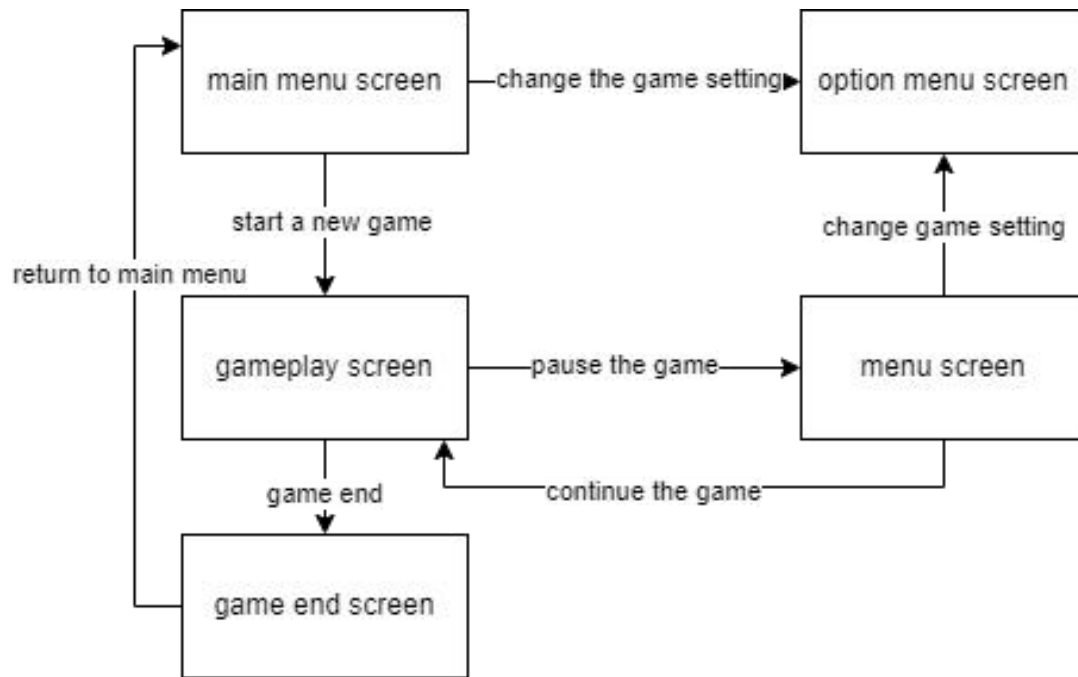 main menu screen
change the game setting
option menu screen
start a new game
change game setting
return to main menu
gameplay screen
pause the game
menu screen
game end
continue the game
game end screen